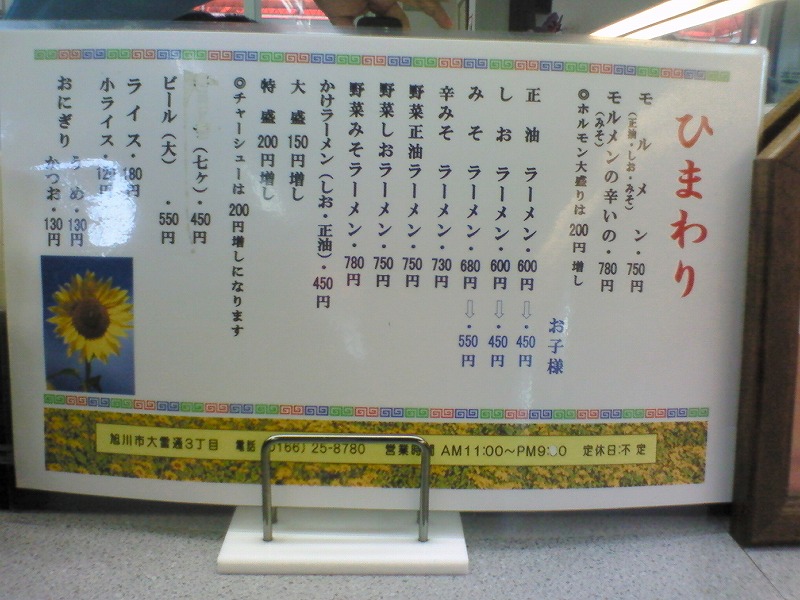 ひまわり
モルメン・750円
(正油・しお・みそ)
モルメンの辛いの・780円
(みそ)
◎ホルモン大盛りは200円増し
お子様
正油ラーメン・600円⇨・450円
しおラーメン・600円⇨・450円
みそラーメン・680円⇨・550円
辛みそラーメン・730円
野菜正油ラーメン・750円
野菜しおラーメン・750円
野菜みそラーメン・780円
かけラーメン(しお・正油)・450円
大盛150円増し
特盛200円増し
◎チャーシューは200円増しになります
(七ヶ)・450円
ビール(大)・550円
ライス・180円
小ライス・120円
おにぎり うめ・130円
かつお・130円
旭川市大雪通3丁目 電話 (0166)25-8780 営業時間 AM11:00〜PM9: 定休日:不定